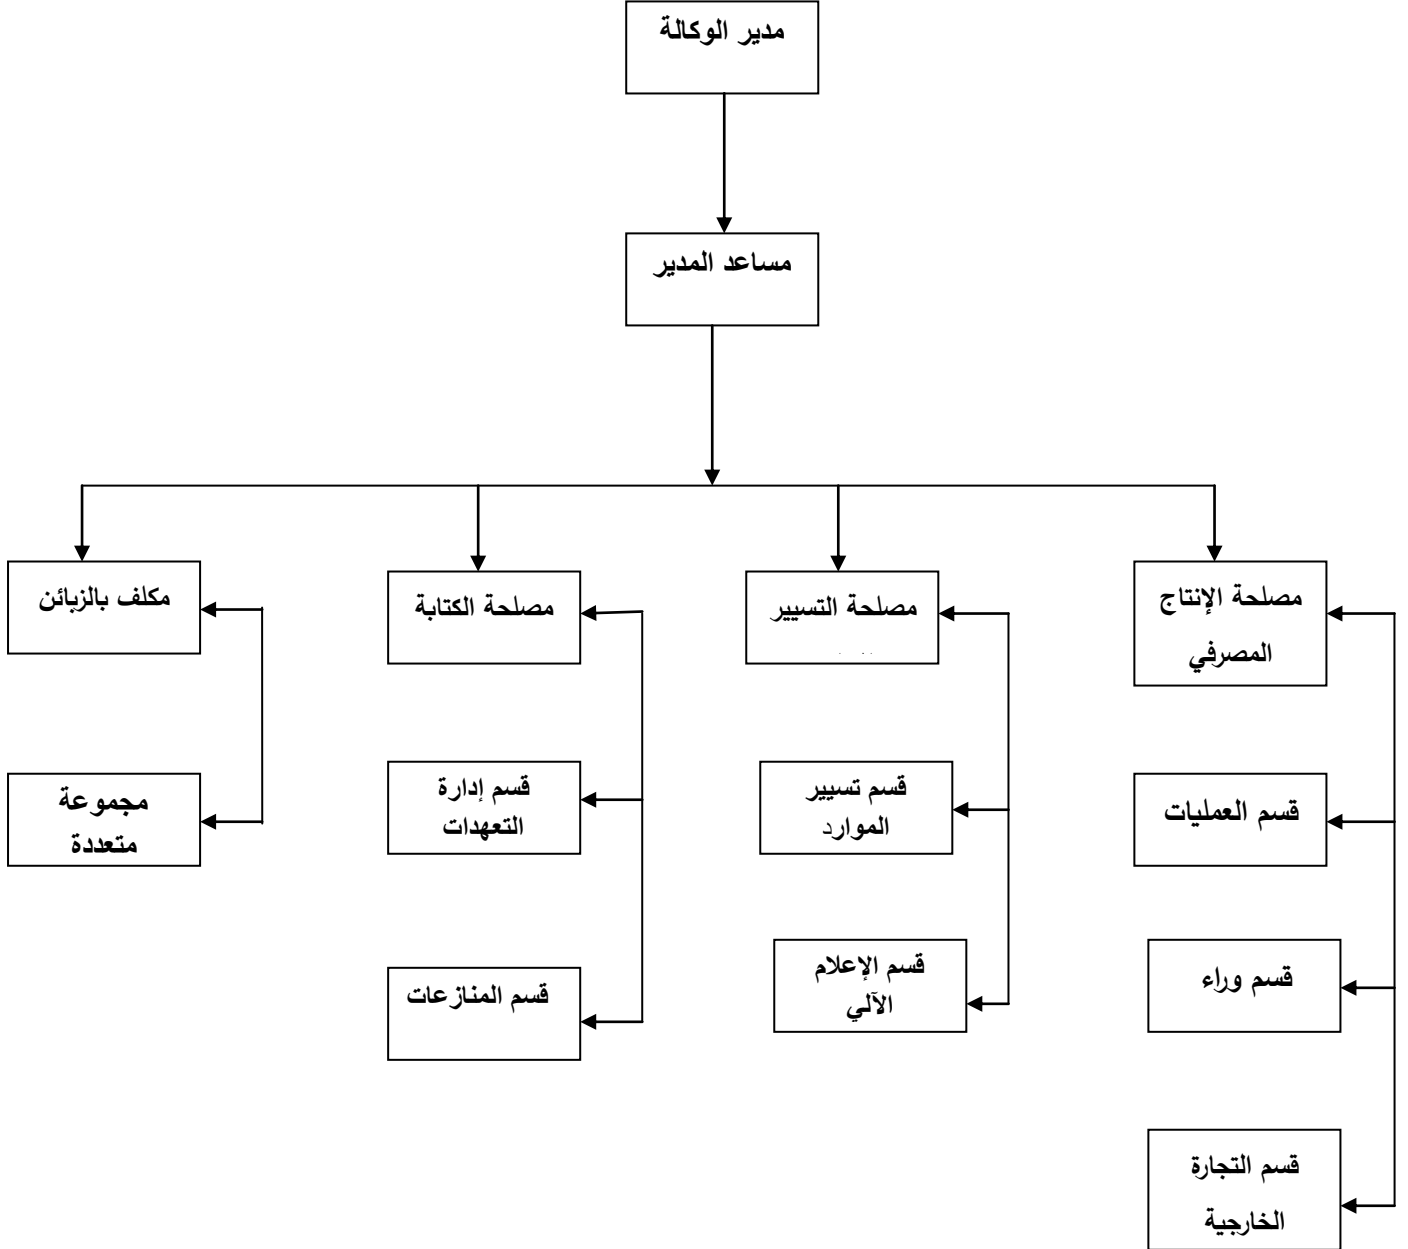 مدير الوكالة
مساعد المدير
مصلحة الإنتاج
المصرفي
مصلحة التسيير
مصلحة الكتابة
مكلف بالزبائن
قسم العمليات
قسم تسيير
الموارد
قسم إدارة
التعهدات
مجموعة
متعددة
قسم وراء
قسم الإعلام
الآلي
قسم المنازعات
قسم التجارة
الخارجية